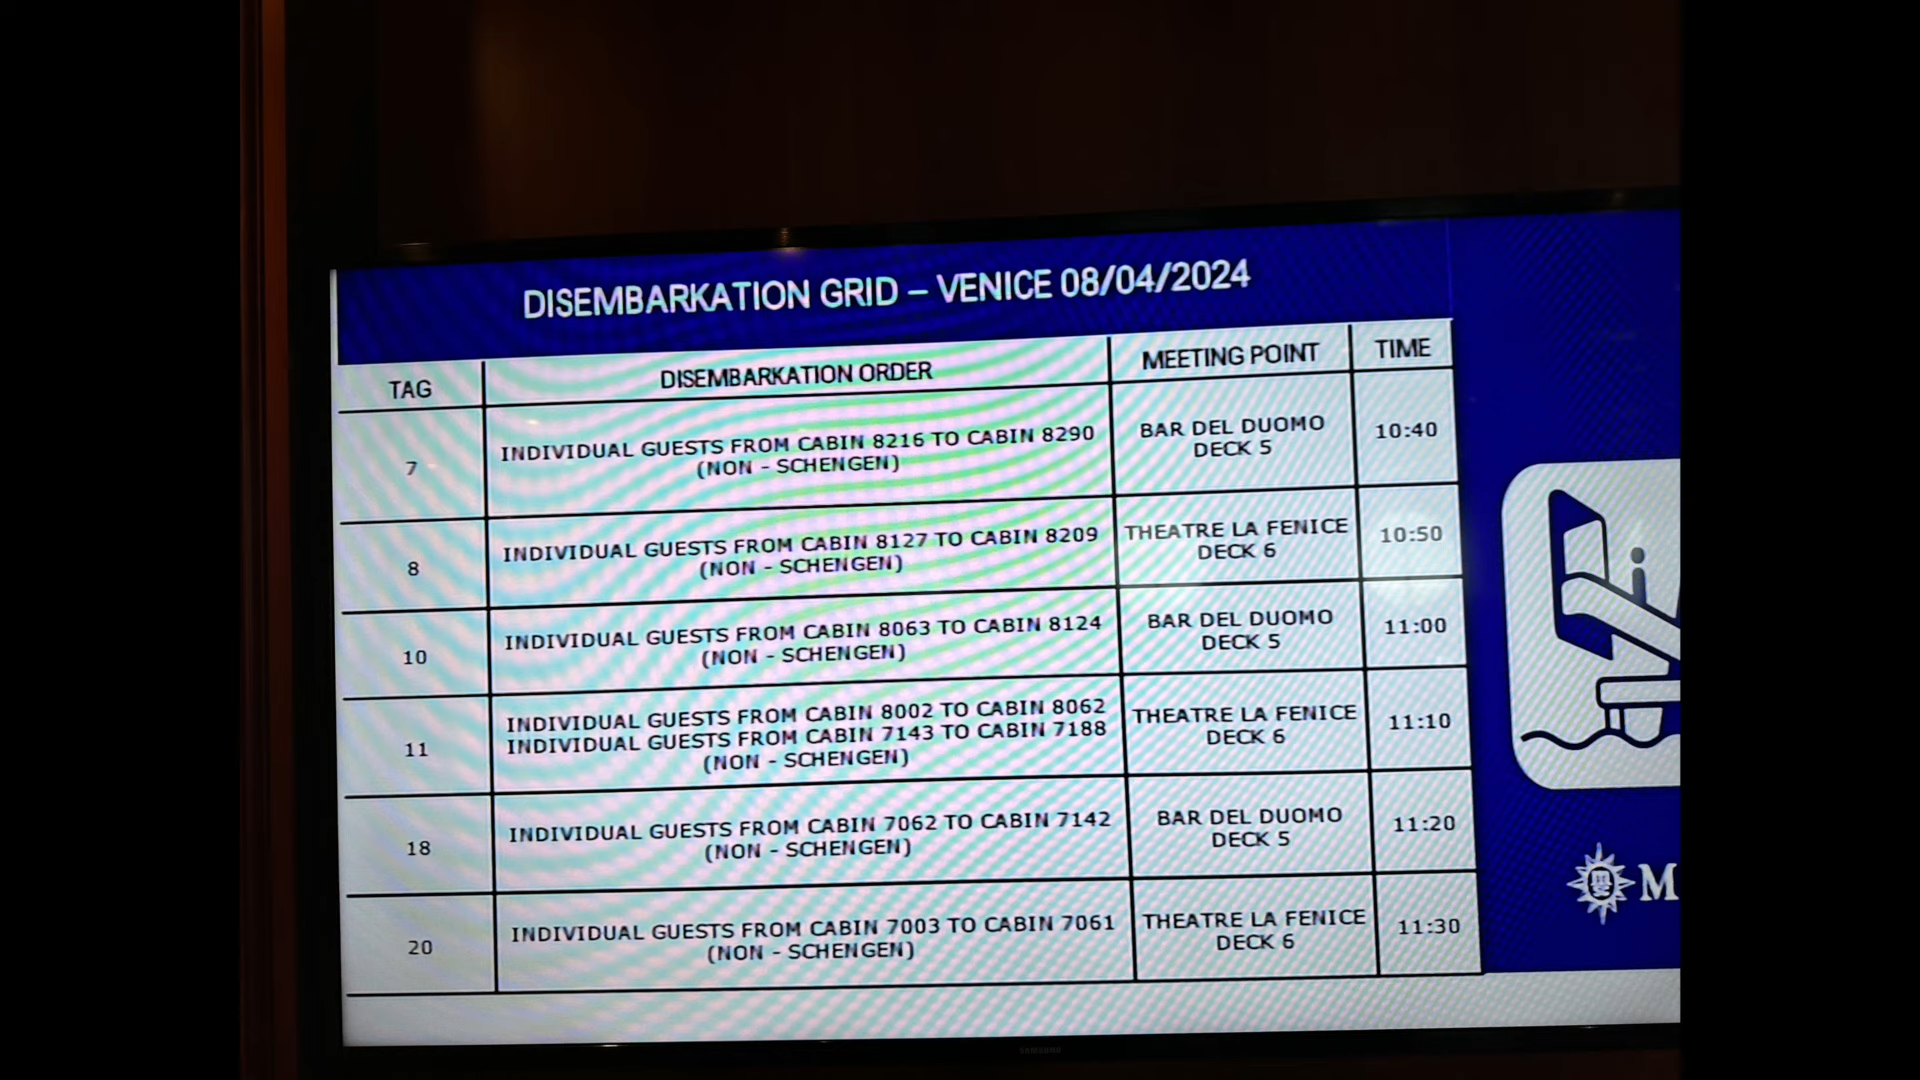 DISEMBARKATION GRID – VENICE 08/04/2024
TAG
DISEMBARKATION ORDER
MEETING POINT
TIME
7
INDIVIDUAL GUESTS FROM CABIN 8216 TO CABIN 8290
(NON - SCHENGEN)
BAR DEL DUOMO
DECK 5
10:40
8
INDIVIDUAL GUESTS FROM CABIN 8127 TO CABIN 8209
(NON - SCHENGEN)
THEATRE LA FENICE
DECK 6
10:50
10
INDIVIDUAL GUESTS FROM CABIN 8063 TO CABIN 8124
(NON - SCHENGEN)
BAR DEL DUOMO
DECK 5
11:00
11
INDIVIDUAL GUESTS FROM CABIN 8002 TO CABIN 8062
INDIVIDUAL GUESTS FROM CABIN 7143 TO CABIN 7188
(NON - SCHENGEN)
THEATRE LA FENICE
DECK 6
11:10
18
INDIVIDUAL GUESTS FROM CABIN 7062 TO CABIN 7142
(NON - SCHENGEN)
BAR DEL DUOMO
DECK 5
11:20
20
INDIVIDUAL GUESTS FROM CABIN 7003 TO CABIN 7061
(NON - SCHENGEN)
THEATRE LA FENICE
DECK 6
11:30
i
msc
M
SAMSUNG